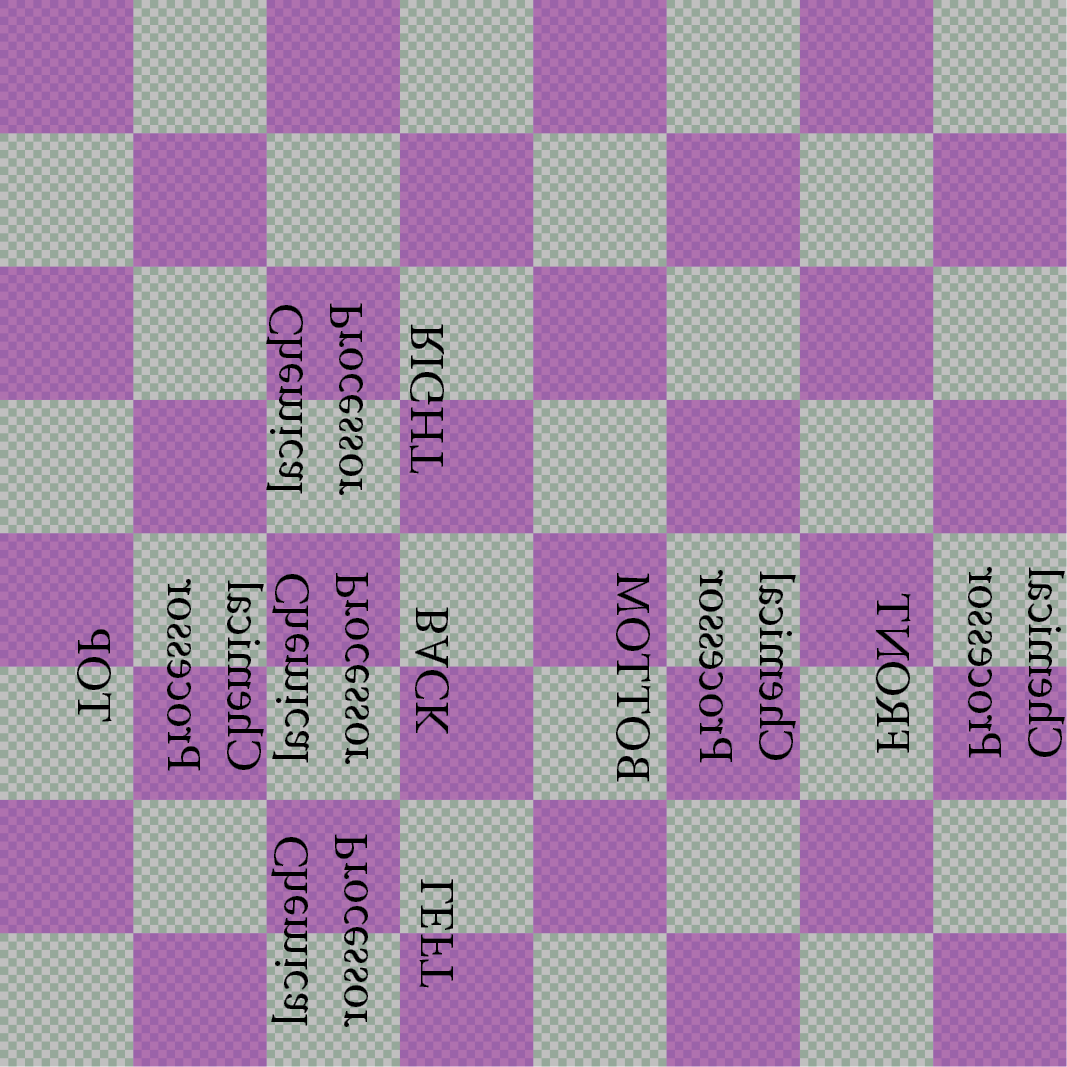 Chemical
Processor
RIGHT
TOP
Processor
Chemical
Chemical
Processor
BACK
BOTTOM
Processor
Chemical
FRONT
Processor
Chemical
Chemical
Processor
LEFT